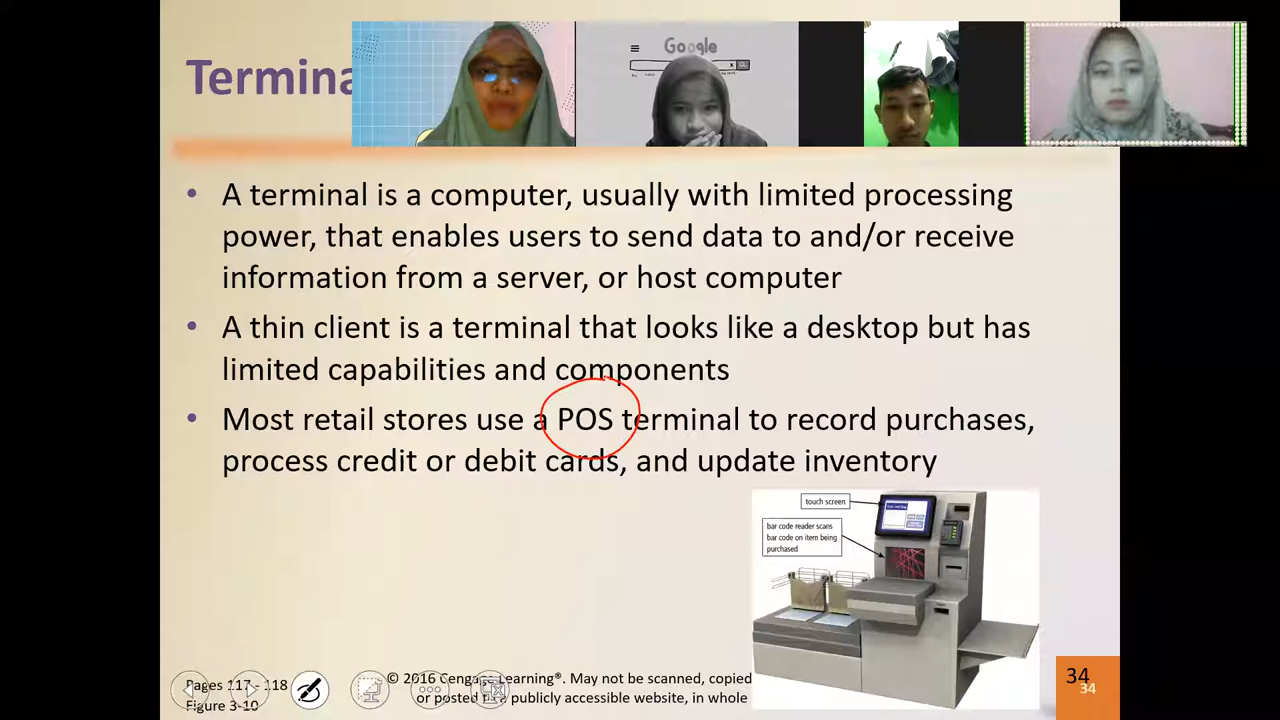 Termina
Google
• A terminal is a computer, usually with limited processing
power, that enables users to send data to and/or receive
information from a server, or host computer
• A thin client is a terminal that looks like a desktop but has
limited capabilities and components
• Most retail stores use a POS terminal to record purchases,
process credit or debit cards, and update inventory
touch screen
bar code reader scans
bar code on item being
purchased
Pages 117 - 118
Figure 3-10
© 2016 Cengage Learning®. May not be scanned, copied
or posted to a publicly accessible website, in whole
34
34